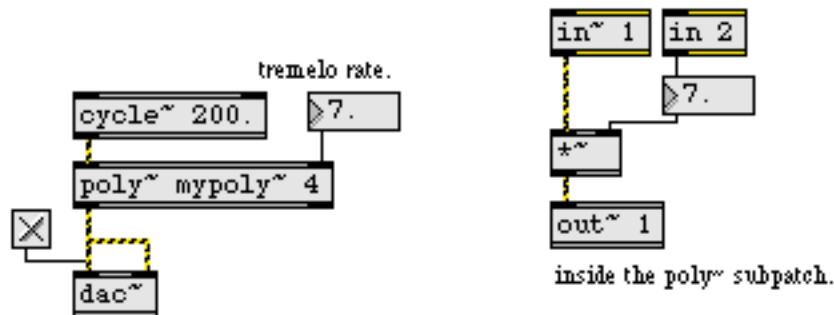 tremelo rate.
cycle~ 200.
7.
poly~ mypoly~ 4
dac~
in~ 1
in 2
7.
*~
out~ 1
inside the poly~ subpatch.